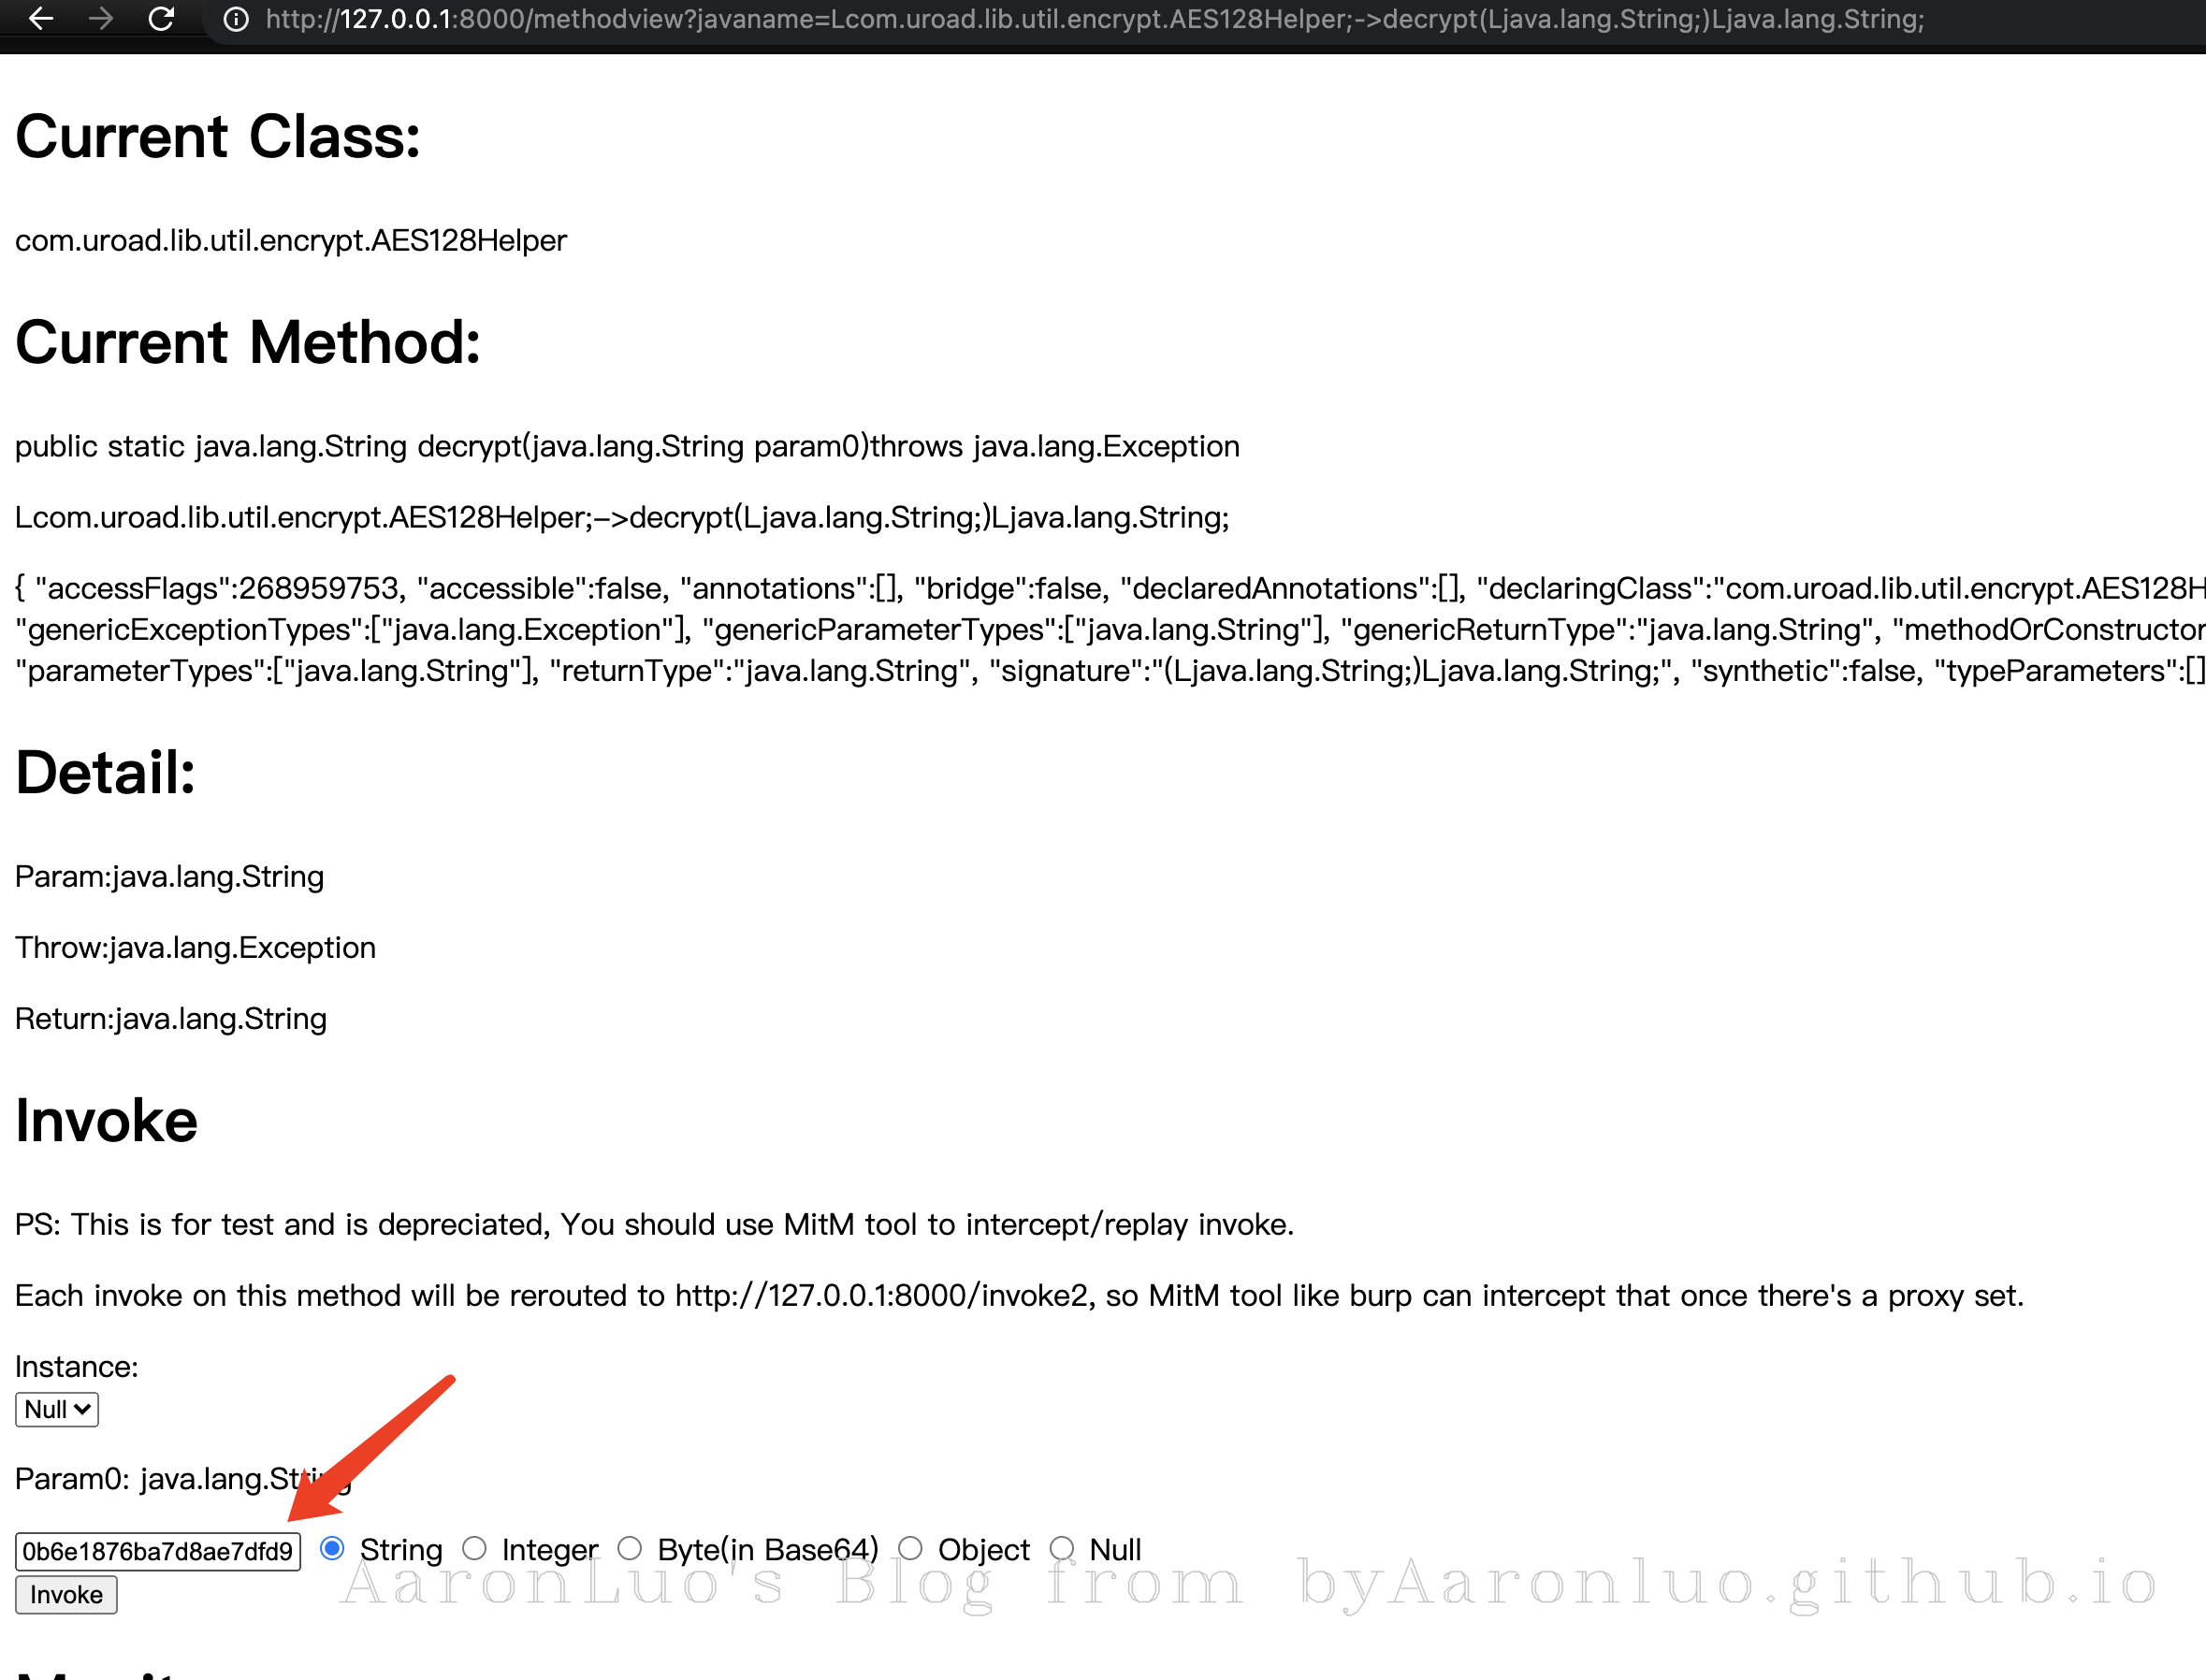 http://127.0.0.1:8000/methodview?javaname=Lcom.uroad.lib.util.encrypt.AES128Helper;->decrypt(Ljava.lang.String;)Ljava.lang.String;
Current Class:
com.uroad.lib.util.encrypt.AES128Helper
Current Method:
public static java.lang.String decrypt(java.lang.String param0)throws java.lang.Exception
Lcom.uroad.lib.util.encrypt.AES128Helper;->decrypt(Ljava.lang.String;)Ljava.lang.String;
{ "accessFlags":268959753, "accessible":false, "annotations":[], "bridge":false, "declaredAnnotations":[], "declaringClass":"com.uroad.lib.util.encrypt.AES128H
"genericExceptionTypes":["java.lang.Exception"], "genericParameterTypes":["java.lang.String"], "genericReturnType":"java.lang.String", "methodOrConstructor
"parameterTypes":["java.lang.String"], "returnType":"java.lang.String", "signature":"(Ljava.lang.String;)Ljava.lang.String;", "synthetic":false, "typeParameters":[]
Detail:
Param:java.lang.String
Throw:java.lang.Exception
Return:java.lang.String
Invoke
PS: This is for test and is depreciated, You should use MitM tool to intercept/replay invoke.
Each invoke on this method will be rerouted to http://127.0.0.1:8000/invoke2, so MitM tool like burp can intercept that once there's a proxy set.
Instance:
Null
Param0: java.lang.String
0b6e1876ba7d8ae7dfd9 String Integer Byte(in Base64) Object Null
Invoke
AaronLuo's Blog from byAaronluo.github.io